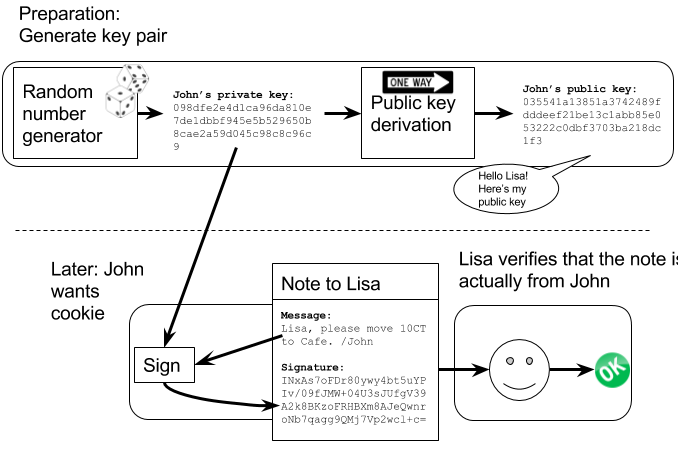 Preparation:
Generate key pair
Random
number
generator
John's private key:
098dfe2e4d1ca96da810e
7de1dbbf945e5b529650b
8cae2a59d045c98c8c96c
9
ONE WAY
Public key
derivation
John's public key:
035541a13851a3742489f
dddeef21be13c1abb85e0
53222c0dbf3703ba218dc
1f3
Hello Lisa!
Here's my
public key
Later: John
wants
cookie
Sign
Note to Lisa
Message:
Lisa, please move 10CT
to Cafe. /John
Signature:
INxAs7oFDr80ywy4bt5uYP
Iv/09fJMW+04U3sJUfgV39
A2k8BKzoFRHBXm8AJeQwnr
oNb7qagg9QMj7Vp2wcl+c=
Lisa verifies that the note is
actually from John
OK